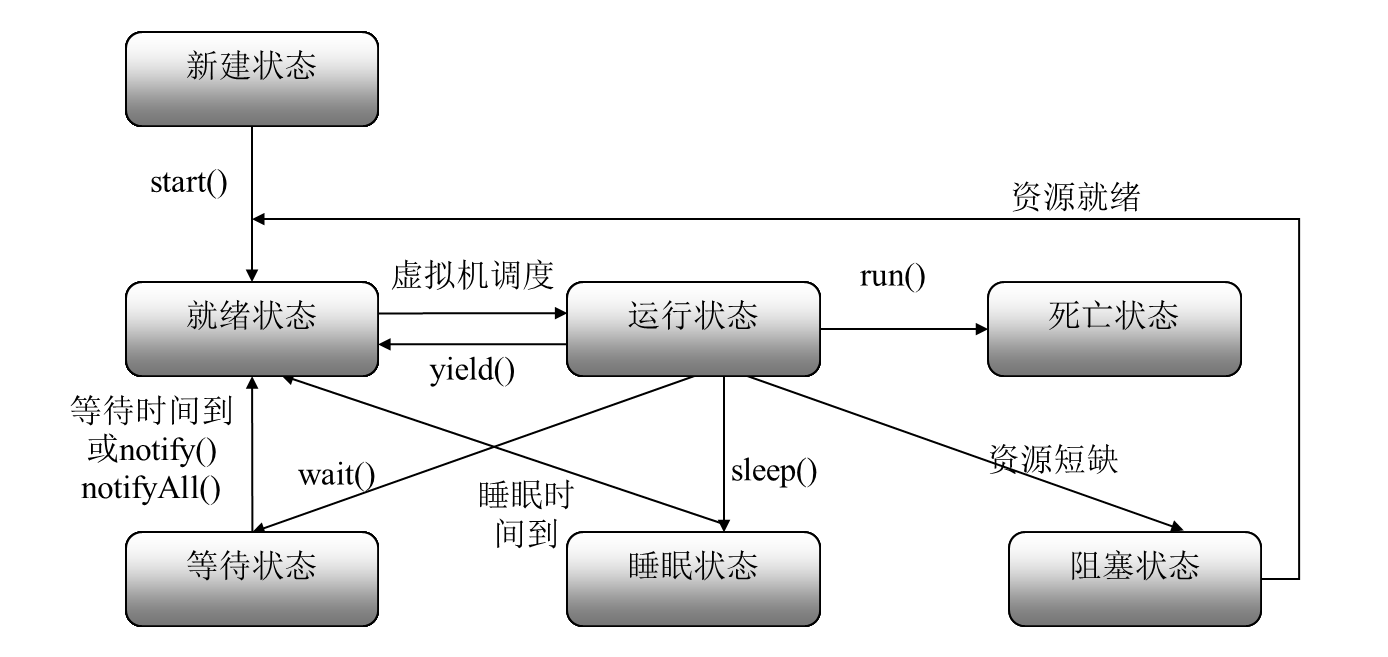 新建状态
start()
资源就绪
虚拟机调度
run()
就绪状态
运行状态
死亡状态
yield()
等待时间到
或notify()
notifyAll()
wait()
睡眠时
间到
sleep()
资源短缺
等待状态
睡眠状态
阻塞状态